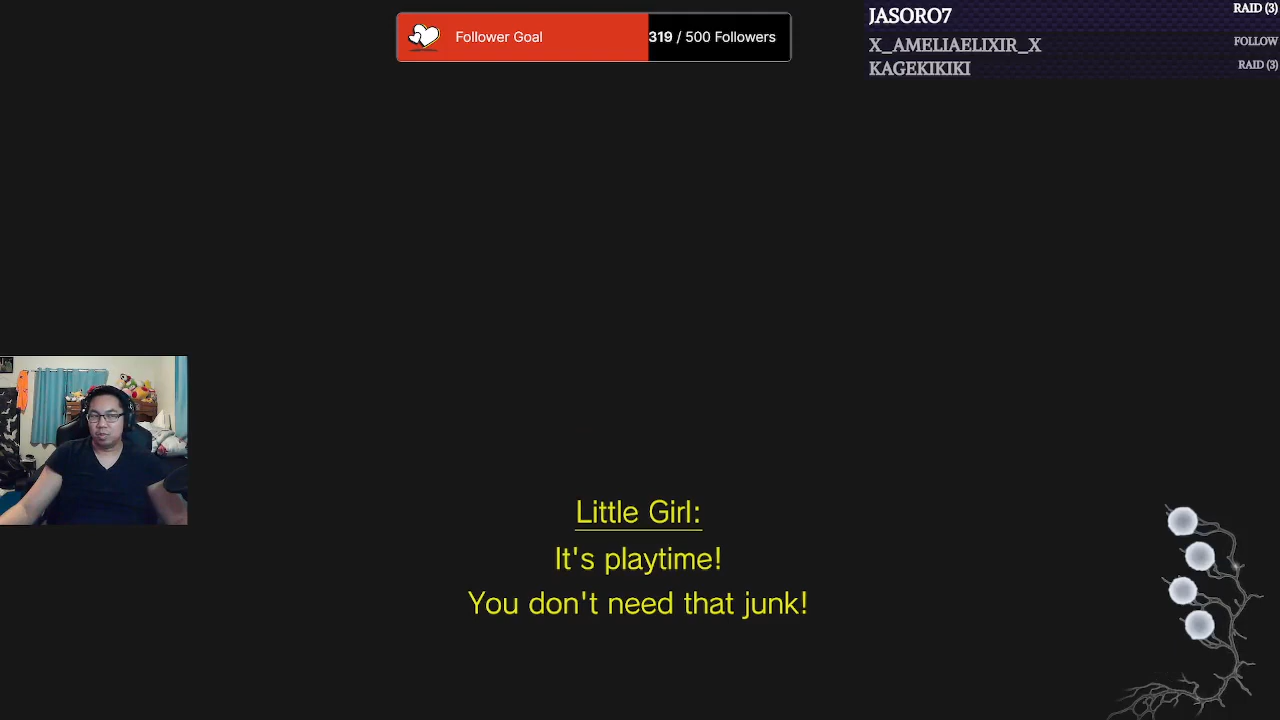 Follower Goal
319 / 500 Followers
JASORO7
RAID (3)
X_AMELIAELIXIR_X
FOLLOW
KAGEKIKIKI
RAID (3)
Little Girl:
It's playtime!
You don't need that junk!